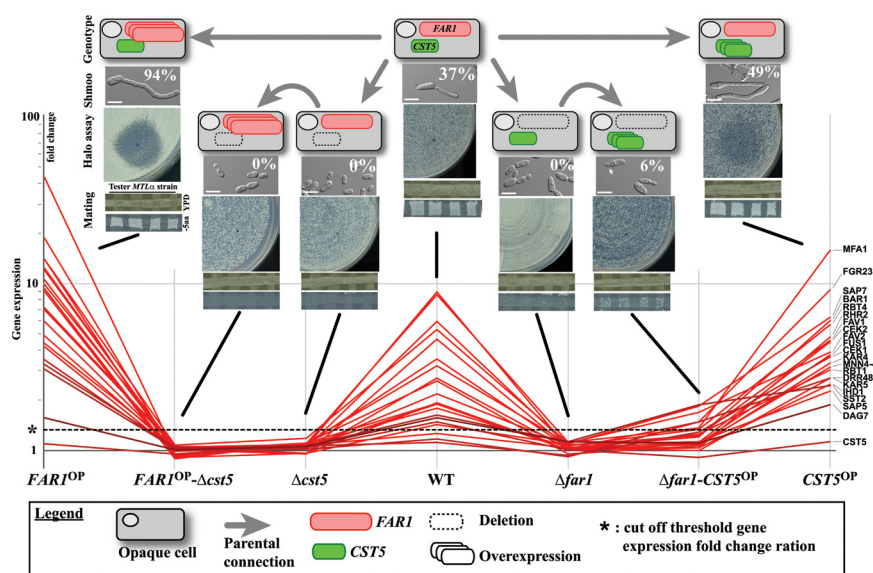 Genotype
FAR1
CST5
Shmoo
94%
37%
49%
0%
0%
0%
6%
Halo assay
Mating
Tester MTLα strain
YPD
-5aa
100
fold change
10
Gene expression
*
1
MFA1
FGR23
SAP7
BAR1
RBT4
RHR2
FAV1
CEK2
FAV2
FUS1
CEK1
KAR4
MNN4-
RBT1
DRR48
KAR5
IHD1
SST2
SAP5
DAG7
CST5
FAR1OP
FAR1OP-Δcst5
Δcst5
WT
Δfar1
Δfar1-CST5OP
CST5OP
Legend
Opaque cell
Parental
connection
FAR1
CST5
Deletion
Overexpression
* : cut off threshold gene
expression fold change ration